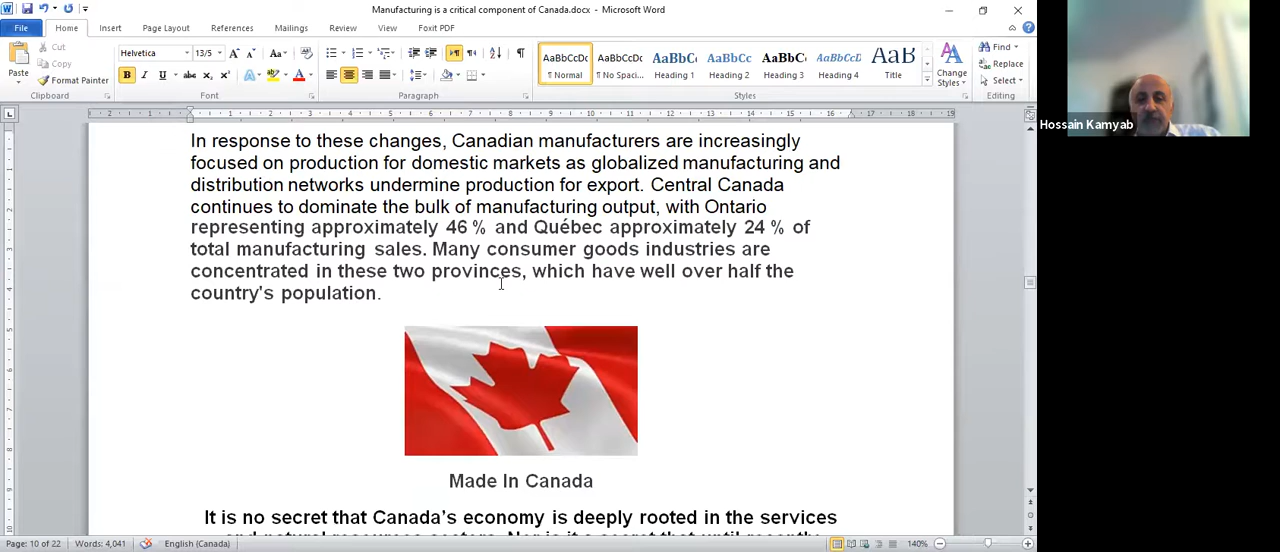 Manufacturing is a critical component of Canada.docx - Microsoft Word
File Home Insert Page Layout References Mailings Review View Foxit PDF
Paste Cut Copy Format Painter
Helvetica 13/5
B I U abc
AaBbCcDc AaBbCcDc AaBbC AaBbCc AaBbC AaBbCc AaB
¶ Normal ¶ No Spaci... Heading 1 Heading 2 Heading 3 Heading 4 Title
Change Styles
Find Replace Select
Clipboard Font Paragraph Styles Editing
Hossain Kamyab
In response to these changes, Canadian manufacturers are increasingly
focused on production for domestic markets as globalized manufacturing and
distribution networks undermine production for export. Central Canada
continues to dominate the bulk of manufacturing output, with Ontario
representing approximately 46 % and Québec approximately 24 % of
total manufacturing sales. Many consumer goods industries are
concentrated in these two provinces, which have well over half the
country's population.
Made In Canada
It is no secret that Canada's economy is deeply rooted in the services
Page: 10 of 22 Words: 4,041 English (Canada) 140%